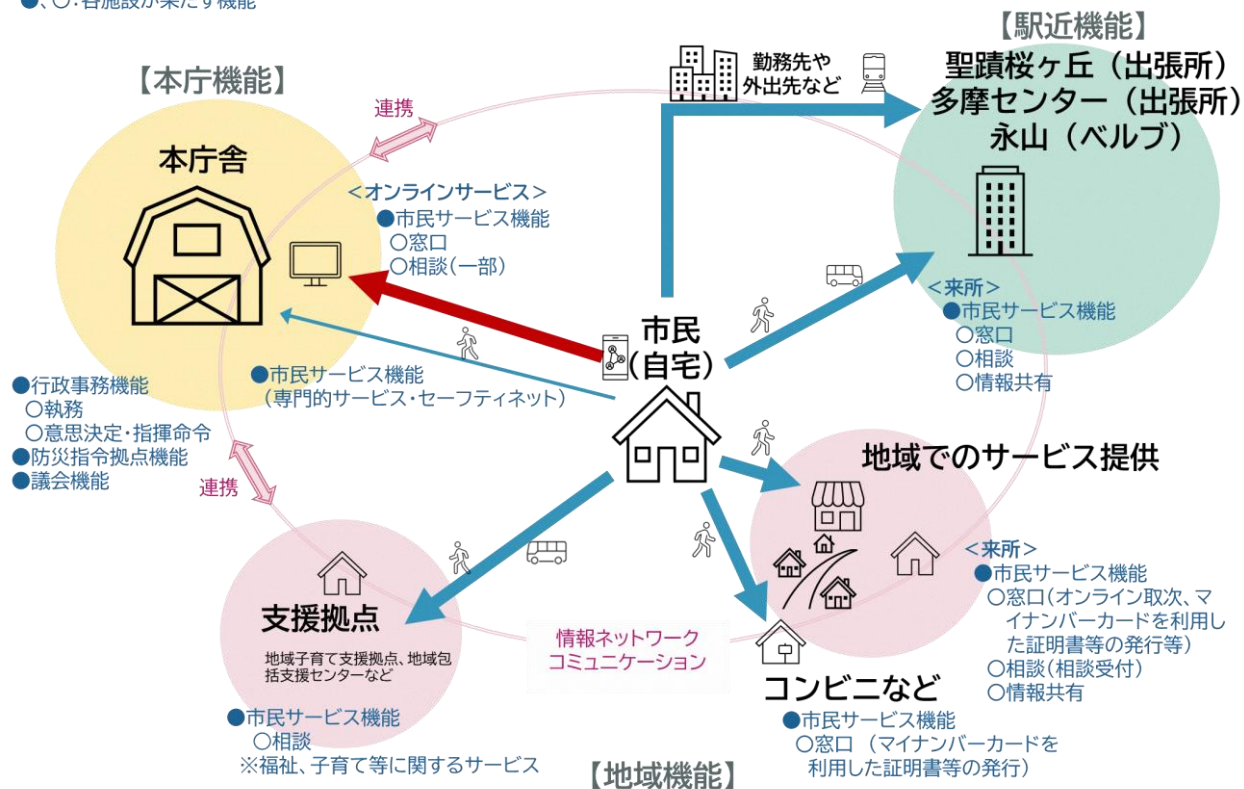 ●、○:各施設が果たす機能
【駅近機能】
聖蹟桜ヶ丘（出張所）
多摩センター（出張所）
永山（ベルブ）
勤務先や
外出先など
【本庁機能】
連携
本庁舎
＜オンラインサービス＞
●市民サービス機能
○窓口
○相談(一部)
＜来所＞
●市民サービス機能
○窓口
○相談
○情報共有
市民
(自宅)
●市民サービス機能
(専門的サービス・セーフティネット)
●行政事務機能
○執務
○意思決定・指揮命令
●防災指令拠点機能
●議会機能
連携
地域でのサービス提供
＜来所＞
●市民サービス機能
○窓口(オンライン取次、マ
イナンバーカードを利用し
た証明書等の発行等)
○相談(相談受付)
○情報共有
支援拠点
地域子育て支援拠点、地域包
括支援センターなど
●市民サービス機能
○相談
※福祉、子育て等に関するサービス
情報ネットワーク
コミュニケーション
コンビニなど
●市民サービス機能
○窓口 （マイナンバーカードを
利用した証明書等の発行）
【地域機能】